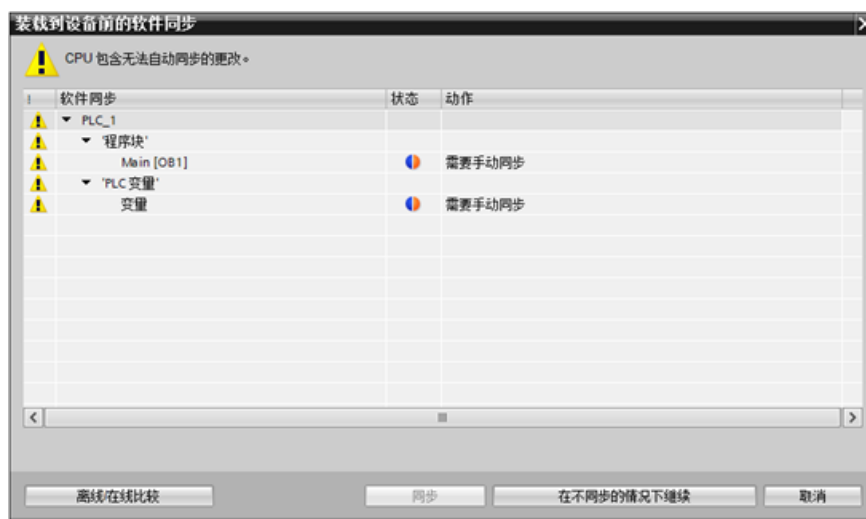 装载到设备前的软件同步
CPU 包含无法自动同步的更改。
! 软件同步 状态 动作
PLC_1
'程序块'
Main [OB1] 需要手动同步
'PLC 变量'
变量 需要手动同步
离线/在线比较 同步 在不同步的情况下继续 取消